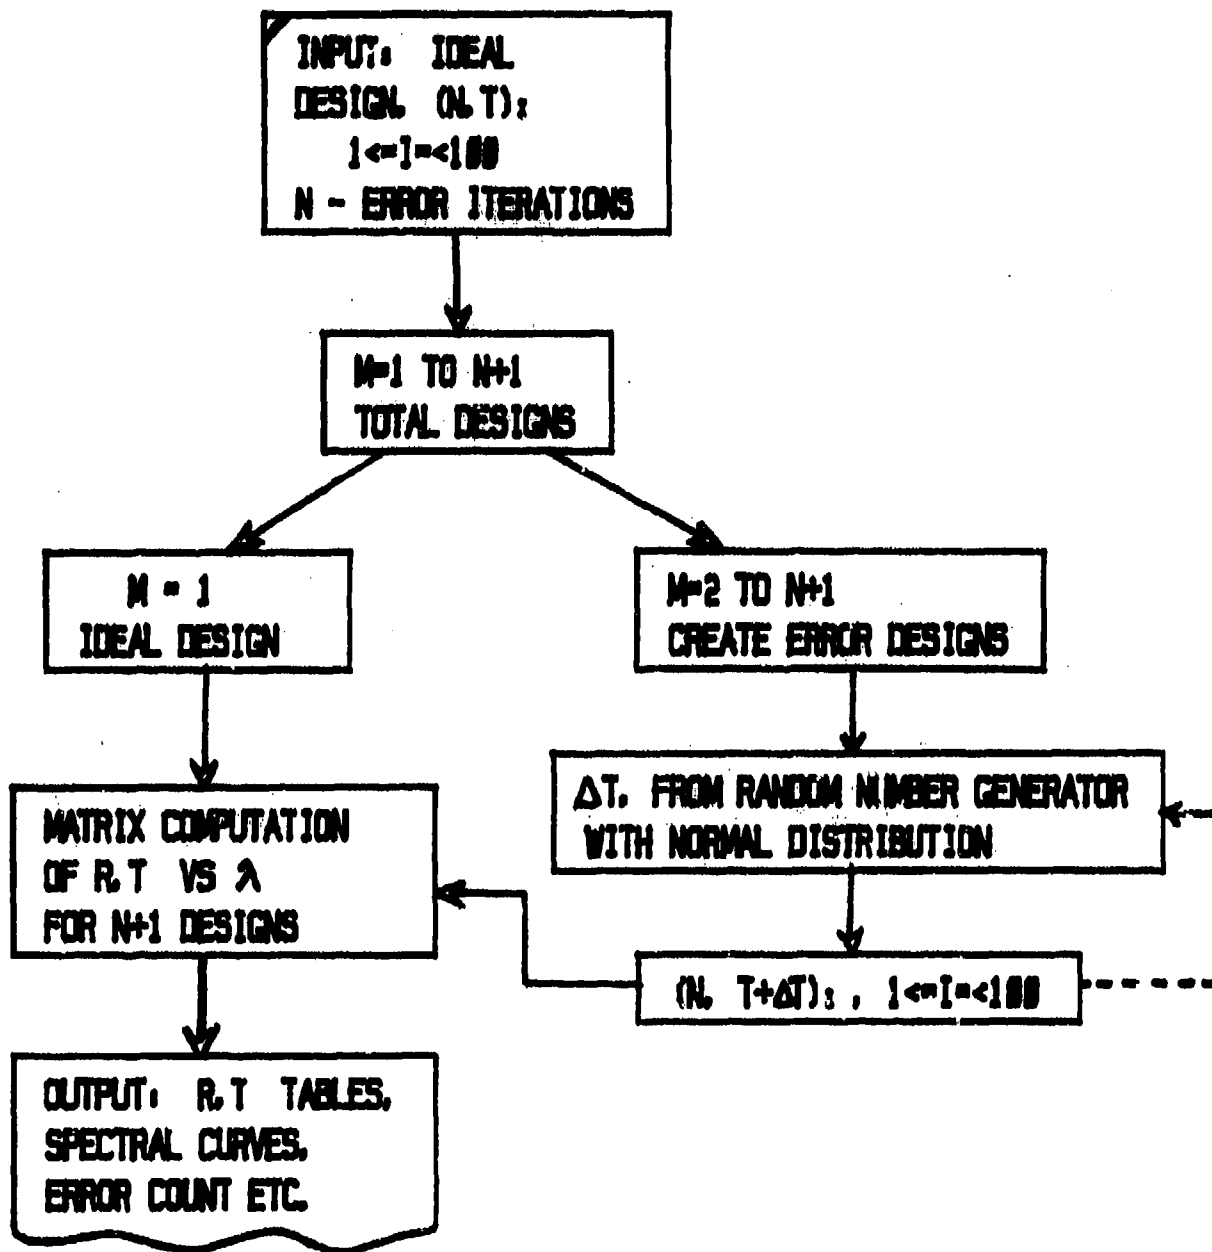 INPUT: IDEAL
DESIGN, (N,T)ɪ
1<=I=<100
N - ERROR ITERATIONS
M=1 TO N+1
TOTAL DESIGNS
M = 1
IDEAL DESIGN
M=2 TO N+1
CREATE ERROR DESIGNS
ΔT, FROM RANDOM NUMBER GENERATOR
WITH NORMAL DISTRIBUTION
MATRIX COMPUTATION
OF R,T VS λ
FOR N+1 DESIGNS
(N, T+ΔT)ɪ , 1<=I=<100
OUTPUT: R,T TABLES,
SPECTRAL CURVES,
ERROR COUNT ETC.